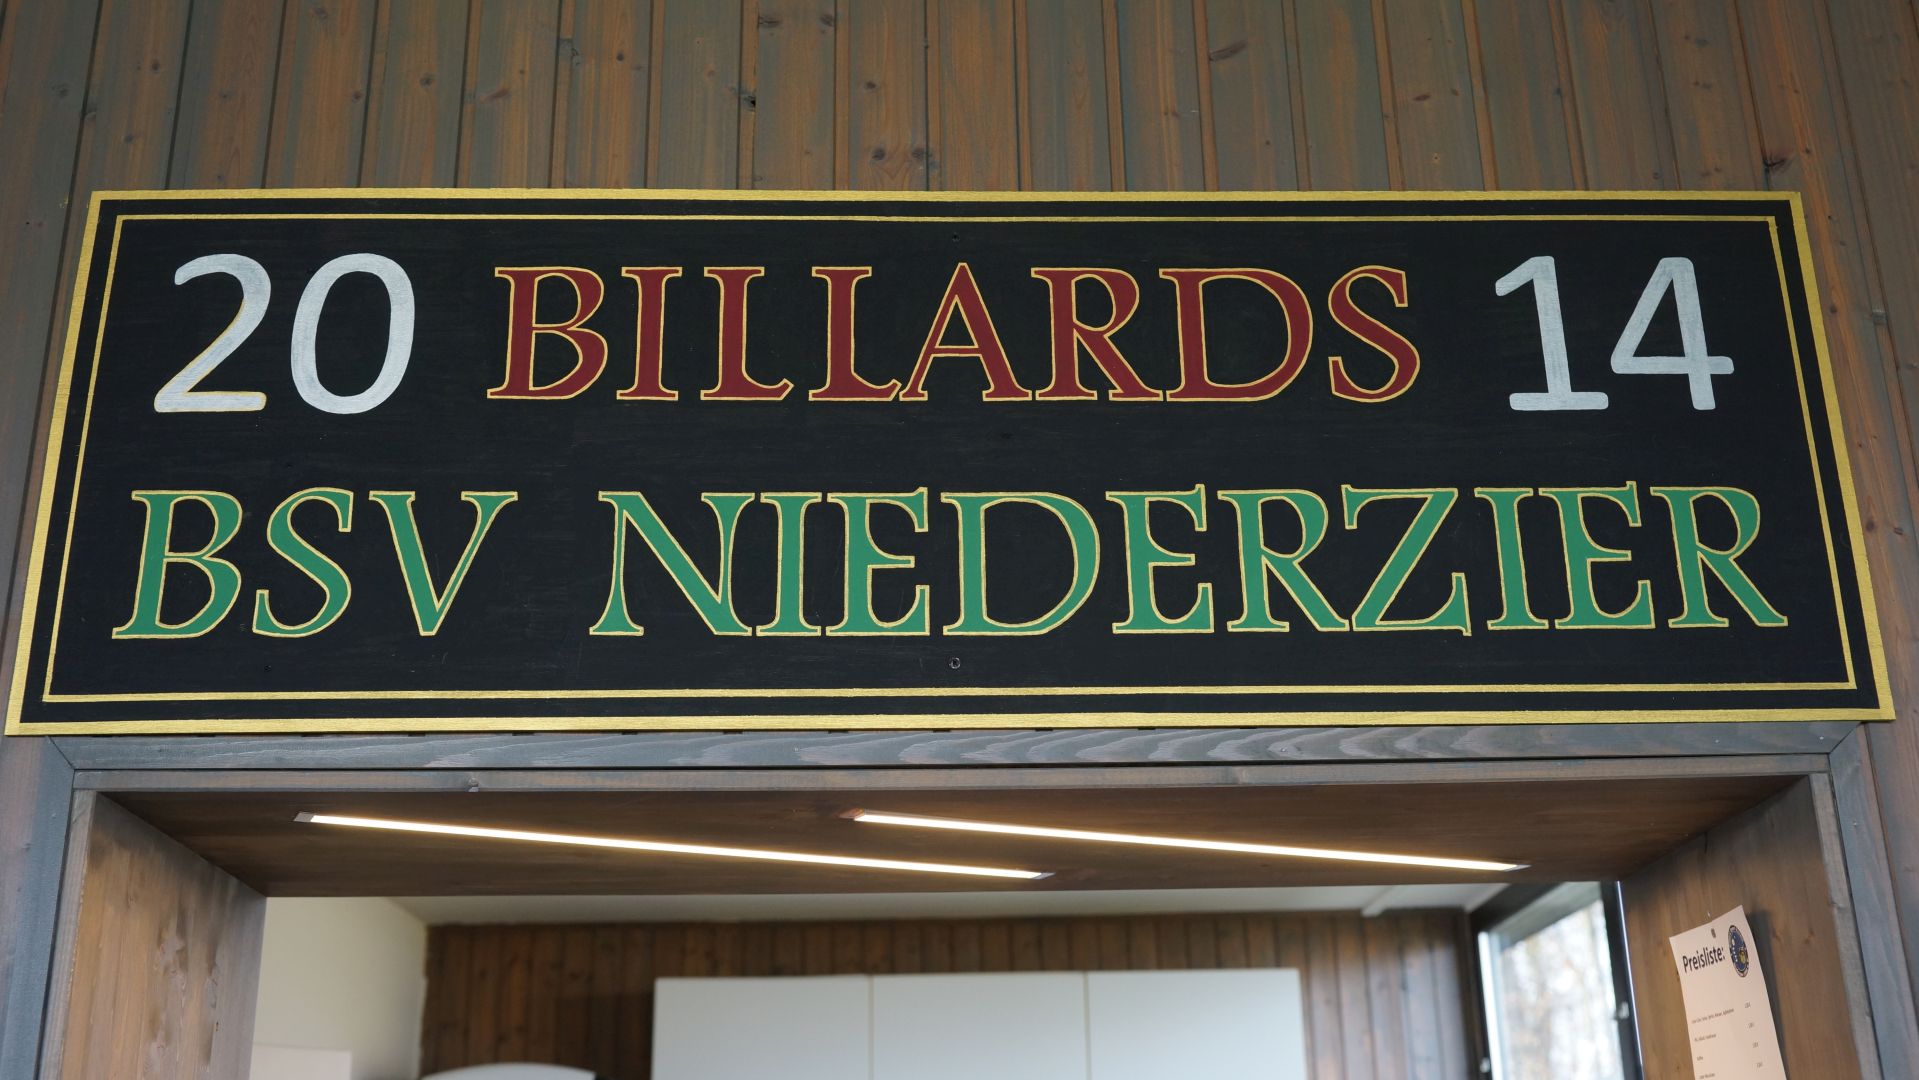 20 BILLARDS 14
BSV NIEDERZIER
Preisliste: